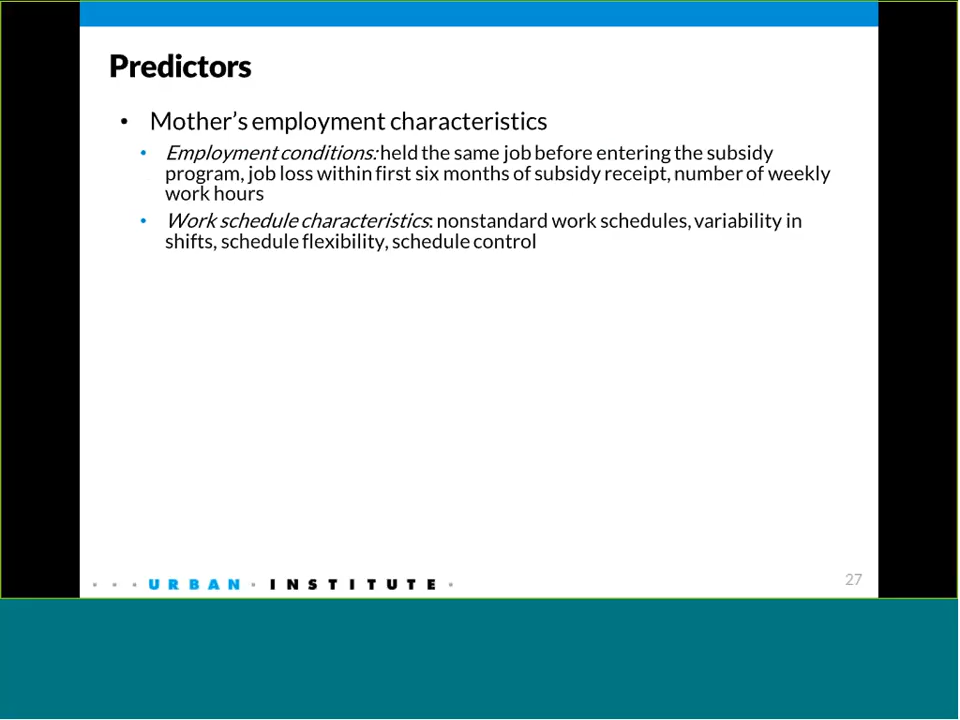 Predictors
• Mother's employment characteristics
• Employment conditions: held the same job before entering the subsidy
program, job loss within first six months of subsidy receipt, number of weekly
work hours
• Work schedule characteristics: nonstandard work schedules, variability in
shifts, schedule flexibility, schedule control
URBAN INSTITUTE
27